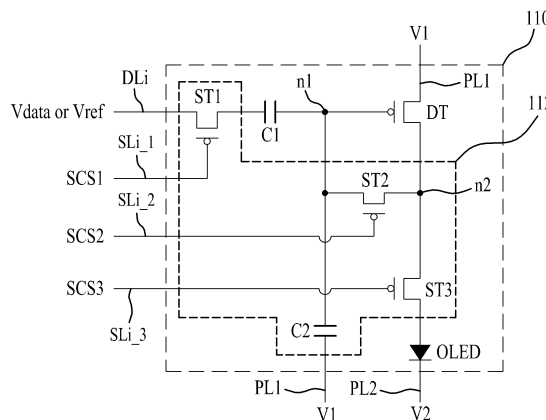 V1
110
DLi
ST1
n1
PL1
Vdata or Vref
C1
DT
SLi_1
SCS1
SLi_2
ST2
n2
SCS2
SCS3
ST3
SLi_3
C2
OLED
PL1
PL2
V1
V2